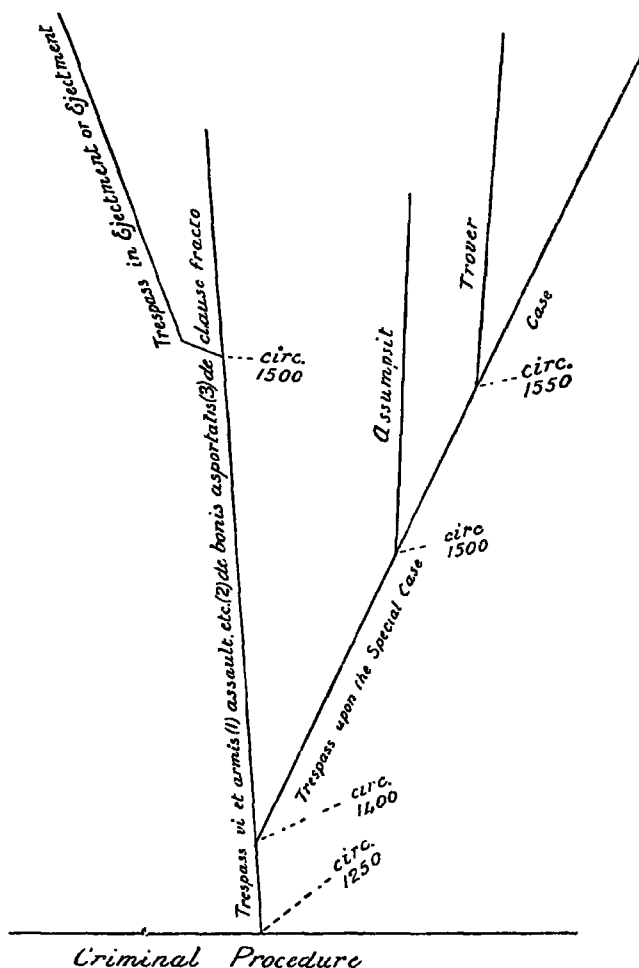 Trespass in Ejectment or Ejectment
Trespass vi et armis (1) assault, etc. (2) de bonis asportatis (3) de clause fracto
circ.
1500
Assumpsit
Trover
Case
circ.
1550
circ
1500
Trespass upon the Special Case
circ.
1400
circ.
1250
Criminal Procedure